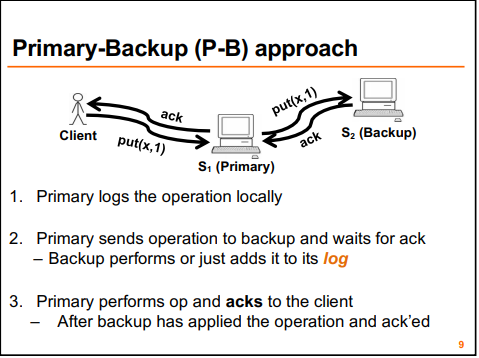 Primary-Backup (P-B) approach
ack
put(x,1)
Client
put(x,1)
ack
S₂ (Backup)
S₁ (Primary)
1. Primary logs the operation locally
2. Primary sends operation to backup and waits for ack
– Backup performs or just adds it to its log
3. Primary performs op and acks to the client
– After backup has applied the operation and ack'ed
9